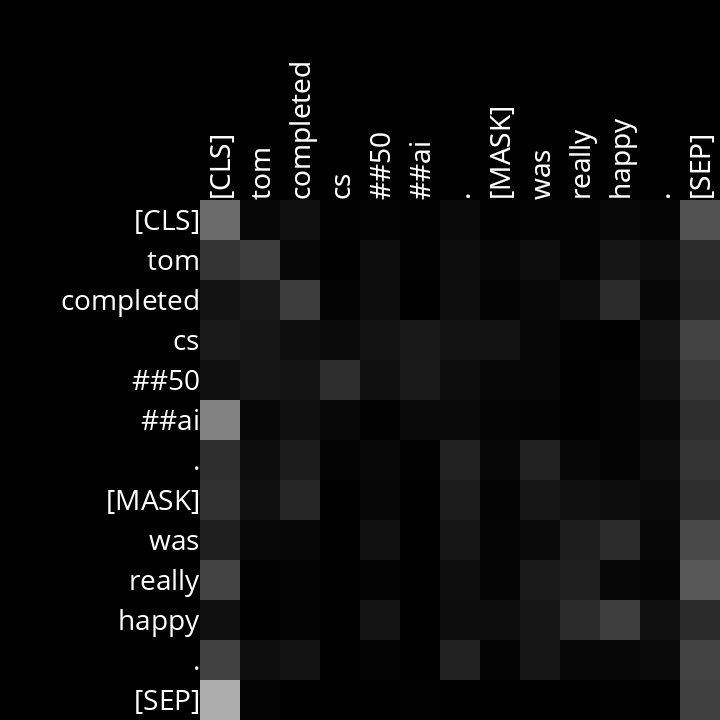 [CLS] tom completed cs ##50 ##ai . [MASK] was really happy . [SEP]
[CLS]
tom
completed
cs
##50
##ai
.
[MASK]
was
really
happy
.
[SEP]